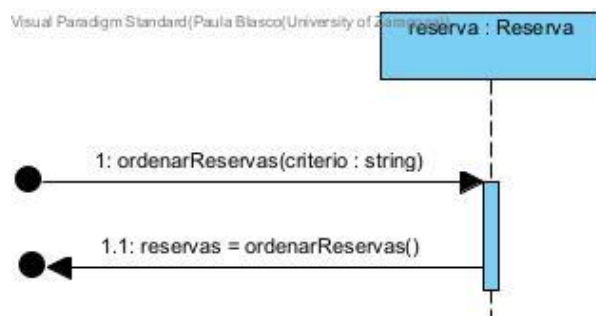 Visual Paradigm Standard(Paula Blasco(University of
reserva : Reserva
1: ordenarReservas(criterio : string)
1.1: reservas = ordenarReservas()